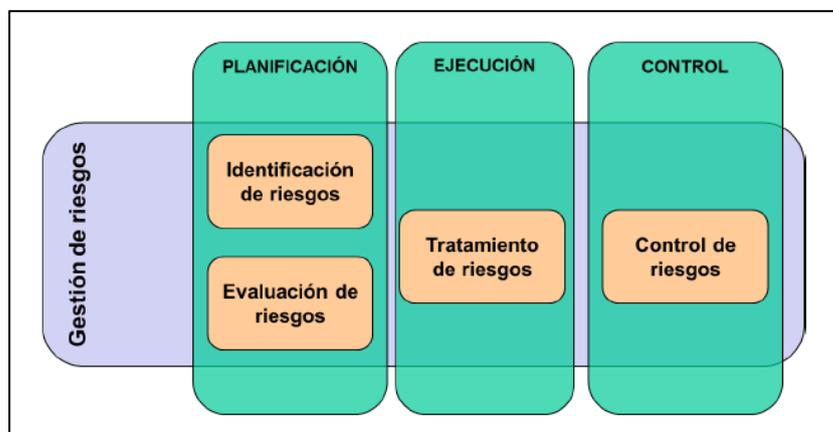 PLANIFICACIÓN
EJECUCIÓN
CONTROL
Gestión de riesgos
Identificación
de riesgos
Evaluación de
riesgos
Tratamiento
de riesgos
Control de
riesgos